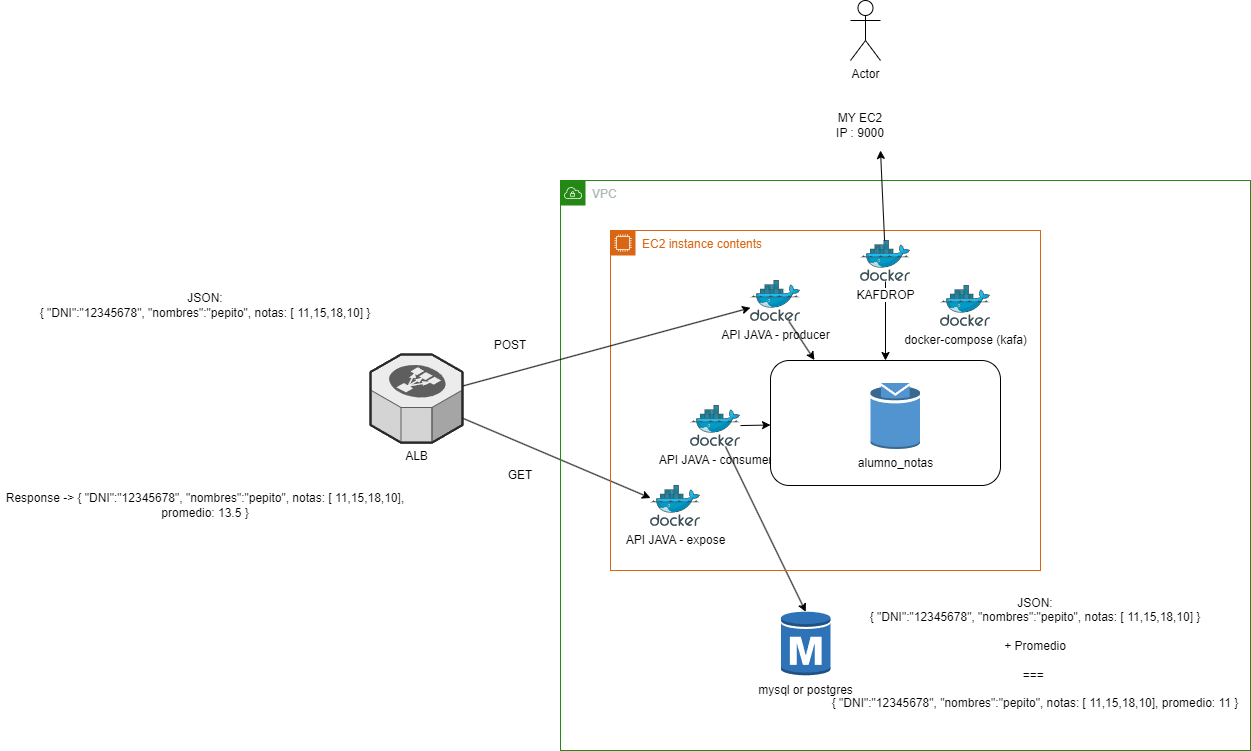 Actor
MY EC2
IP : 9000
VPC
EC2 instance contents
docker
KAFDROP
docker
docker-compose (kafa)
docker
API JAVA - producer
JSON:
{ "DNI":"12345678", "nombres":"pepito", notas: [ 11,15,18,10] }
POST
ALB
GET
docker
API JAVA - consumer
alumno_notas
Response -> { "DNI":"12345678", "nombres":"pepito", notas: [ 11,15,18,10],
promedio: 13.5 }
docker
API JAVA - expose
M
mysql or postgres
JSON:
{ "DNI":"12345678", "nombres":"pepito", notas: [ 11,15,18,10] }
+ Promedio
===
{ "DNI":"12345678", "nombres":"pepito", notas: [ 11,15,18,10], promedio: 11 }